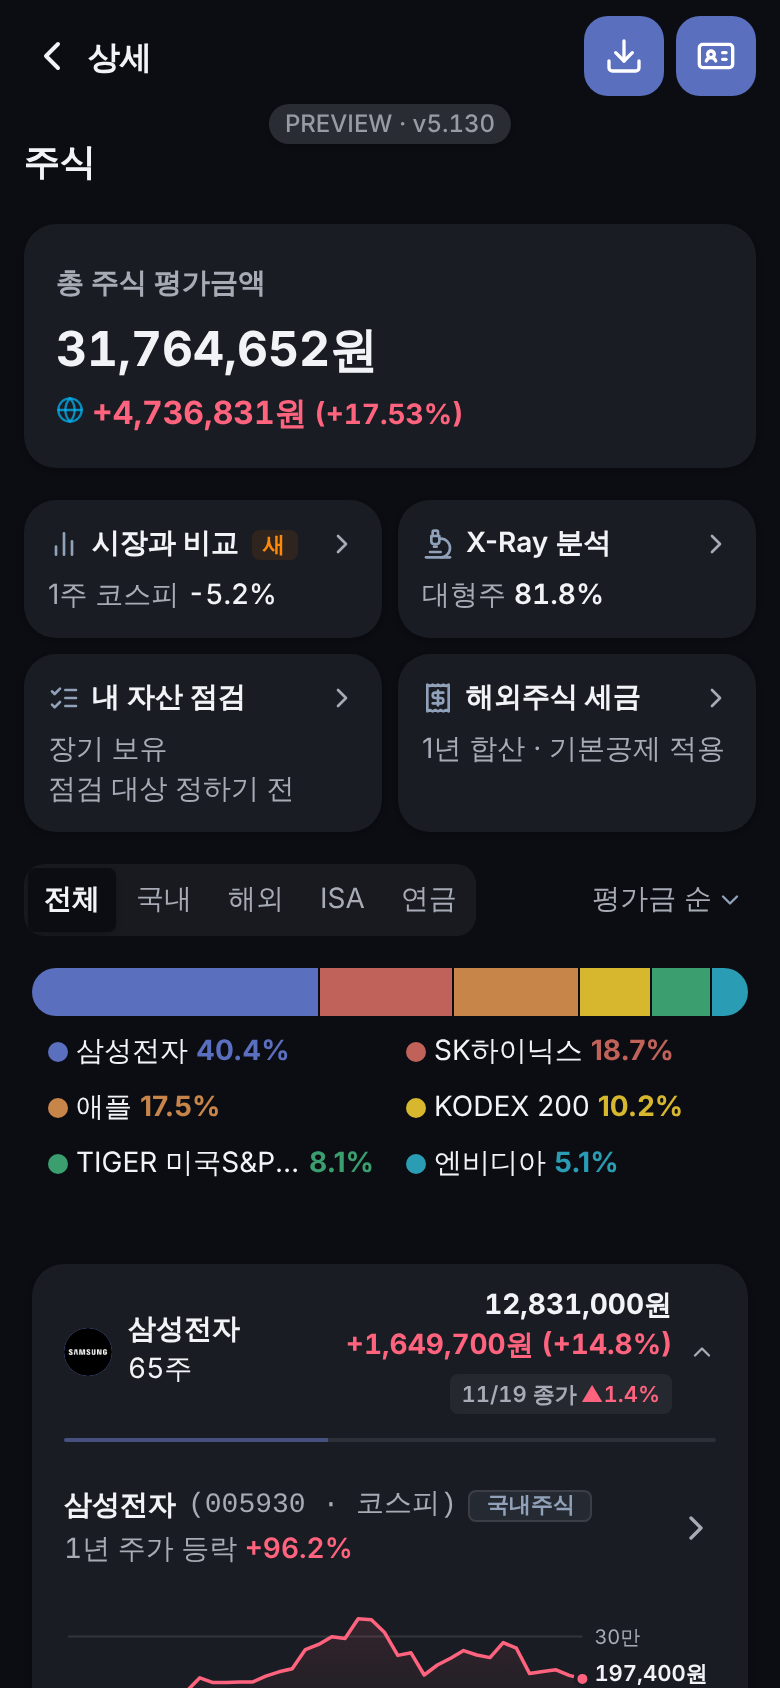 상세
PREVIEW · v5.130
주식
총 주식 평가금액
31,764,652원
+4,736,831원 (+17.53%)
시장과 비교 새
1주 코스피 -5.2%
X-Ray 분석
대형주 81.8%
내 자산 점검
장기 보유
점검 대상 정하기 전
해외주식 세금
1년 합산 · 기본공제 적용
전체 국내 해외 ISA 연금 평가금 순
삼성전자 40.4%
SK하이닉스 18.7%
애플 17.5%
KODEX 200 10.2%
TIGER 미국S&P... 8.1%
엔비디아 5.1%
SAMSUNG
삼성전자
65주
12,831,000원
+1,649,700원 (+14.8%)
11/19 종가 ▲1.4%
삼성전자 (005930 · 코스피) 국내주식
1년 주가 등락 +96.2%
30만
197,400원